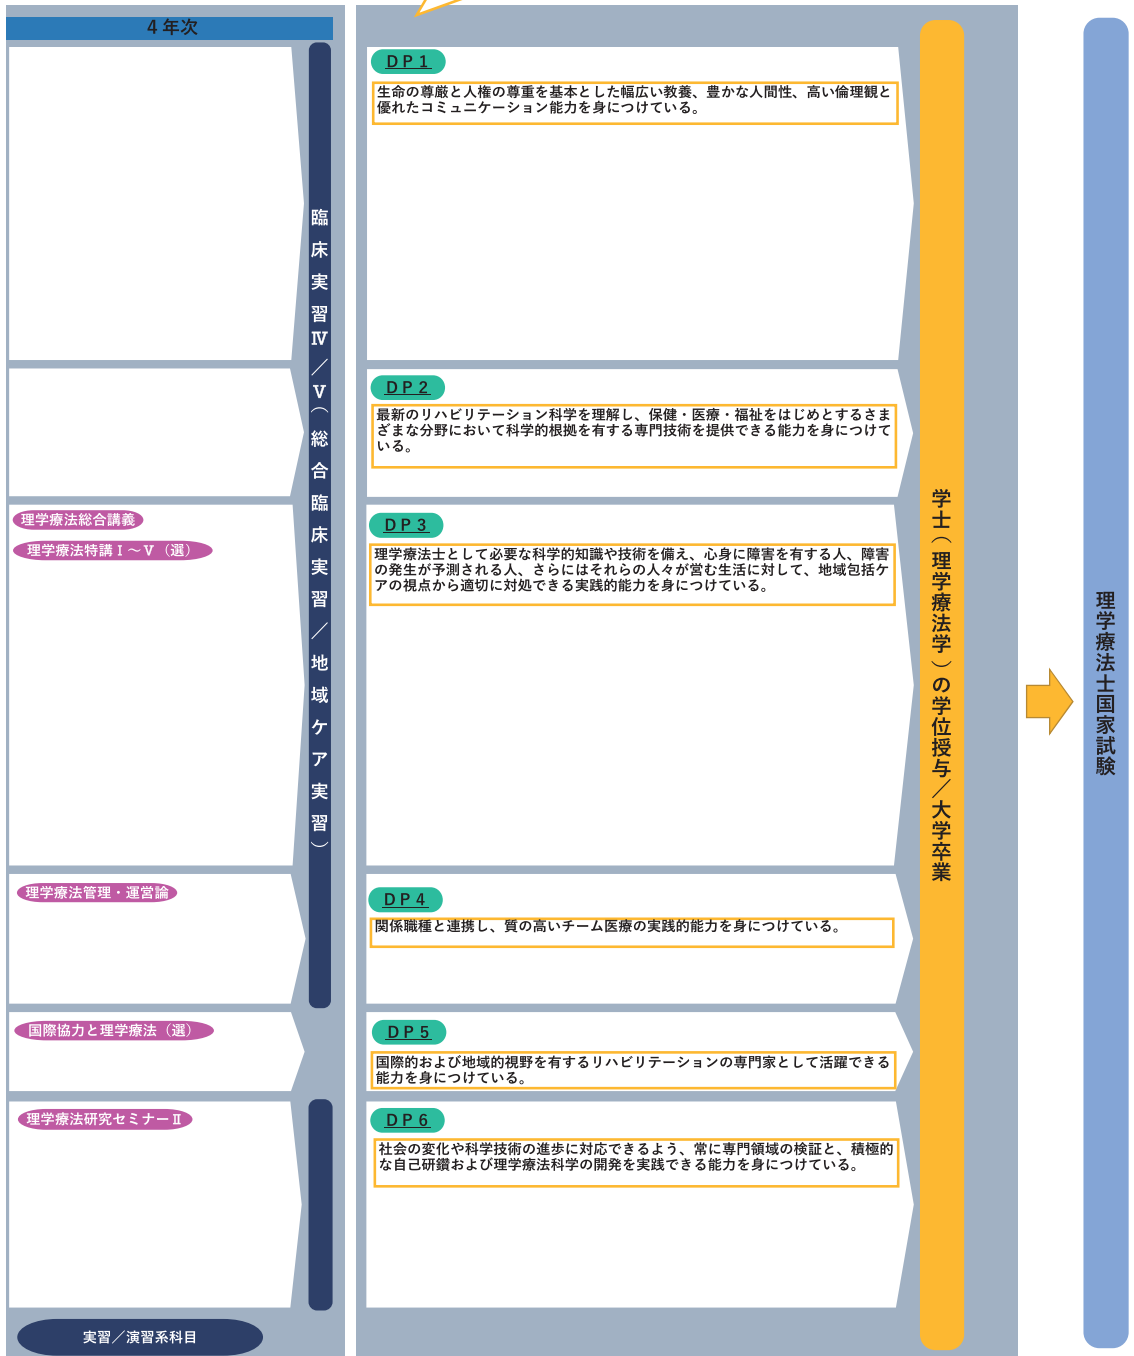 4 年次
臨床実習Ⅳ／Ⅴ（総合臨床実習／地域ケア実習）
理学療法総合講義
理学療法特講Ⅰ～Ⅴ（選）
理学療法管理・運営論
国際協力と理学療法（選）
理学療法研究セミナーⅡ
実習／演習系科目
DP1
生命の尊厳と人権の尊重を基本とした幅広い教養、豊かな人間性、高い倫理観と
優れたコミュニケーション能力を身につけている。
DP2
最新のリハビリテーション科学を理解し、保健・医療・福祉をはじめとするさま
ざまな分野において科学的根拠を有する専門技術を提供できる能力を身につけて
いる。
DP3
理学療法士として必要な科学的知識や技術を備え、心身に障害を有する人、障害
の発生が予測される人、さらにはそれらの人々が営む生活に対して、地域包括ケ
アの視点から適切に対処できる実践的能力を身につけている。
DP4
関係職種と連携し、質の高いチーム医療の実践的能力を身につけている。
DP5
国際的および地域的視野を有するリハビリテーションの専門家として活躍できる
能力を身につけている。
DP6
社会の変化や科学技術の進歩に対応できるよう、常に専門領域の検証と、積極的
な自己研鑽および理学療法科学の開発を実践できる能力を身につけている。
学士（理学療法学）の学位授与／大学卒業
理学療法士国家試験